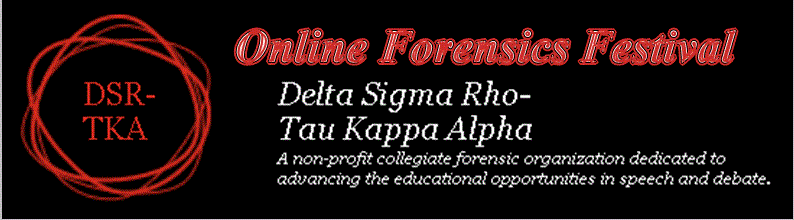 DSR-
TKA
Online Forensics Festival
Delta Sigma Rho-
Tau Kappa Alpha
A non-profit collegiate forensic organization dedicated to
advancing the educational opportunities in speech and debate.